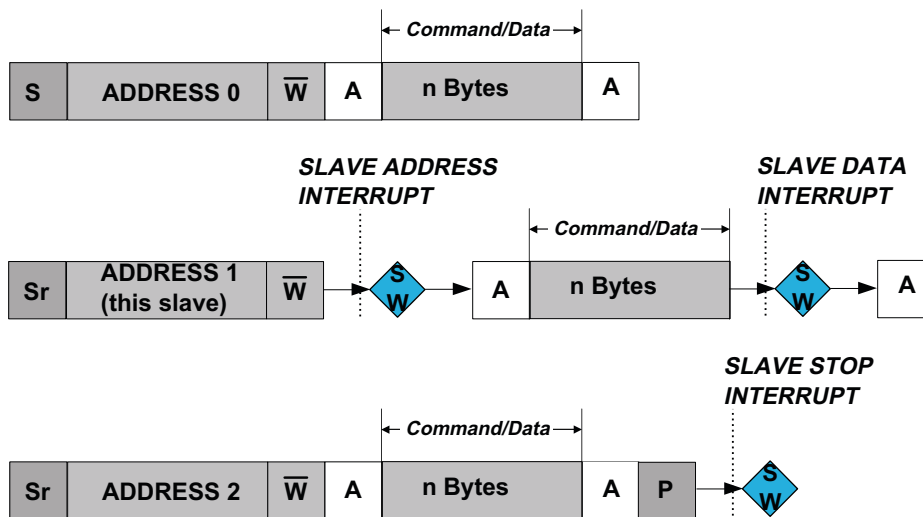 Command/Data
S ADDRESS 0 W̅ A n Bytes A
SLAVE ADDRESS
INTERRUPT
SLAVE DATA
INTERRUPT
Command/Data
Sr ADDRESS 1
(this slave) W̅ S
W A n Bytes S
W A
SLAVE STOP
INTERRUPT
Command/Data
Sr ADDRESS 2 W̅ A n Bytes A P S
W